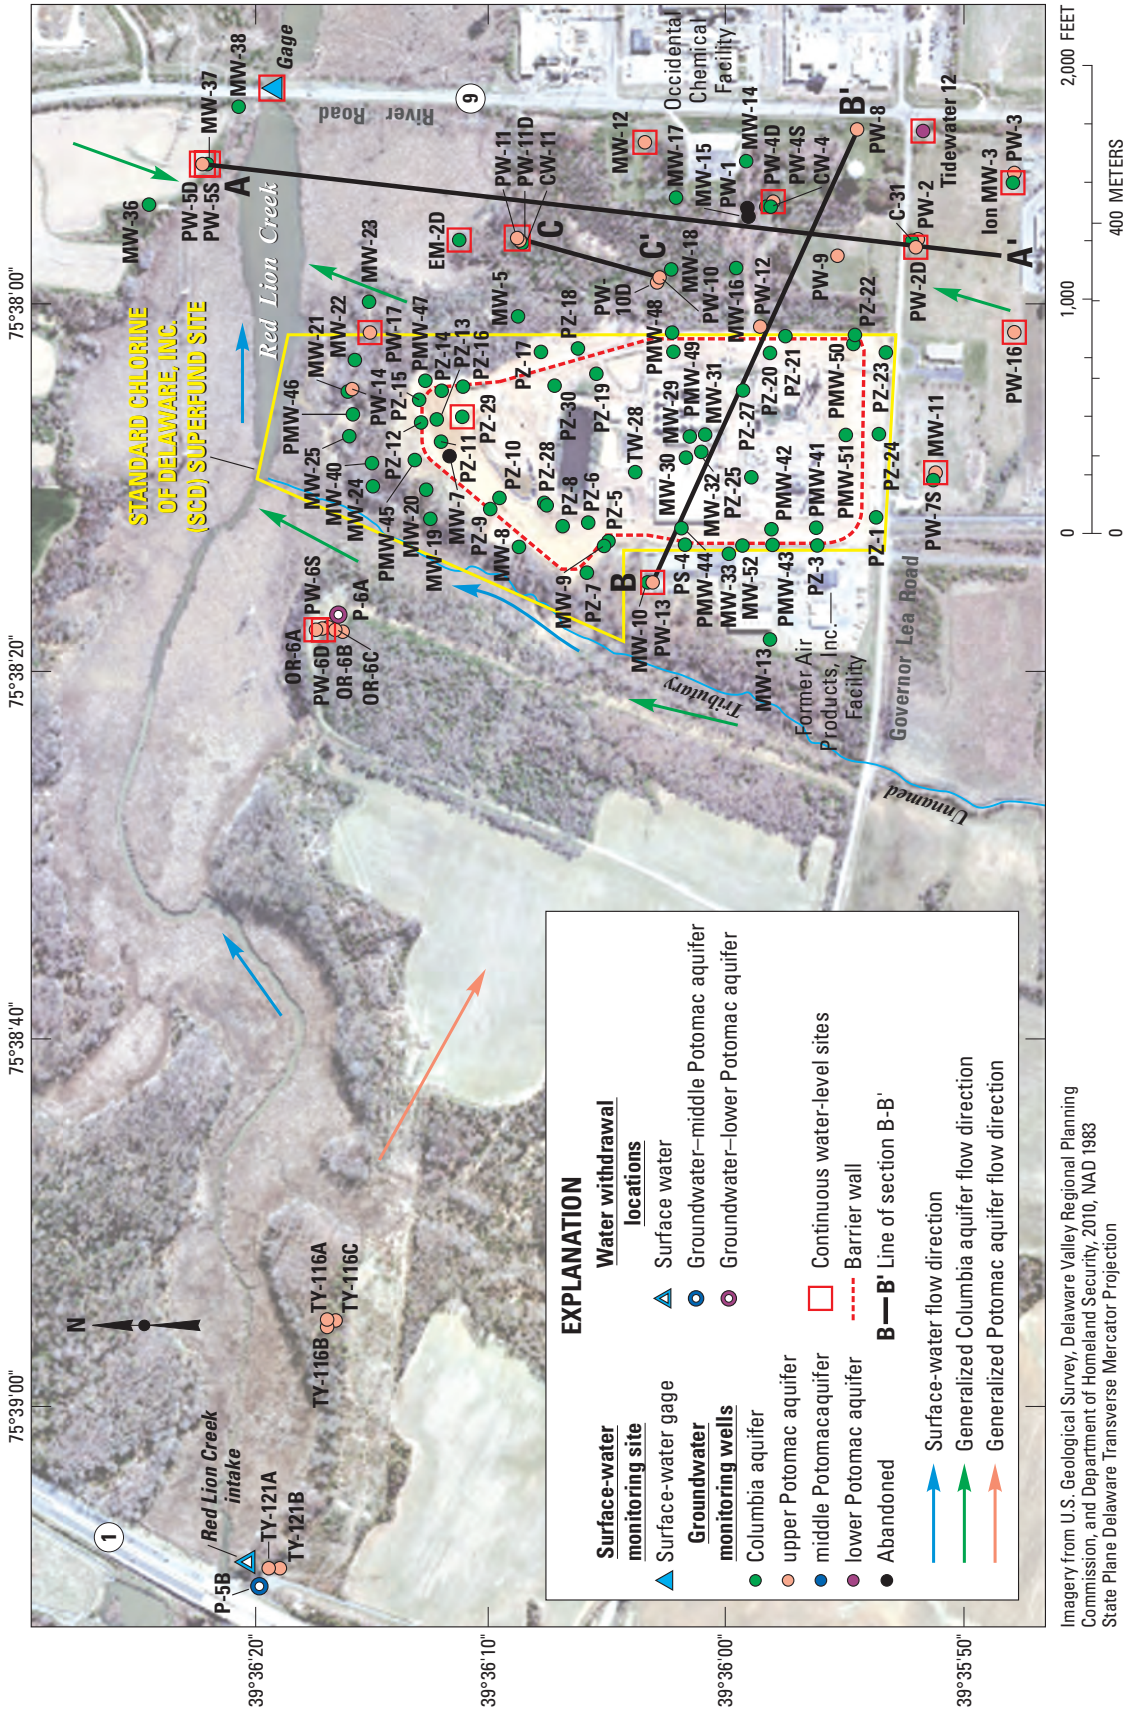 75°39'00"
75°38'40"
75°38'20"
75°38'00"
39°36'20"
39°36'10"
39°36'00"
39°35'50"
1
N
Red Lion Creek
intake
P-5B
TY-121A
TY-121B
TY-116B
TY-116A
TY-116C
STANDARD CHLORINE
OF DELAWARE, INC.
(SCD) SUPERFUND SITE
Red Lion Creek
MW-36
PW-5D
PW-5S
MW-37
MW-38
A
Gage
River Road
9
OR-6A
PW-6S
PW-6D
OR-6B
OR-6C
P-6A
MW-25
PMW-46
MW-21
MW-22
MW-23
MW-40
MW-24
PW-14
PW-17
PMW-47
PZ-15
PZ-14
PZ-13
PZ-16
PZ-12
PMW-45
MW-20
MW-19
MW-7
PZ-11
PZ-29
PZ-10
PZ-9
MW-8
EM-2D
MW-5
PW-11
PW-11D
CW-11
C
PZ-17
PZ-18
PZ-28
PZ-8
PZ-6
PZ-5
PZ-30
PZ-19
MW-9
PZ-7
TW-28
C'
PW-
10D
PW-10
MW-18
MW-12
MW-17
Occidental
Chemical
Facility
B
MW-10
PW-13
MW-30
MW-29
PMW-48
PMW-49
MW-31
MW-32
PS-4
PMW-44
MW-33
MW-52
PMW-43
PZ-3
PZ-25
PZ-27
MW-16
PW-12
MW-15
PW-1
MW-14
PW-4D
PW-4S
CW-4
B'
PW-8
PW-9
PZ-20
PZ-21
PZ-22
PMW-42
PMW-41
PMW-50
PMW-51
PZ-23
PZ-24
PZ-1
MW-13
Former Air
Products, Inc.
Facility
Unnamed
Tributary
Governor Lea Road
PW-7S
MW-11
PW-2D
C-31
PW-2
Tidewater 12
PW-16
A'
Ion MW-3
PW-3
EXPLANATION
Surface-water
monitoring site
Surface-water gage
Groundwater
monitoring wells
Columbia aquifer
upper Potomac aquifer
middle Potomacaquifer
lower Potomac aquifer
Abandoned
Water withdrawal
locations
Surface water
Groundwater–middle Potomac aquifer
Groundwater–lower Potomac aquifer
Continuous water-level sites
Barrier wall
B B' Line of section B-B'
Surface-water flow direction
Generalized Columbia aquifer flow direction
Generalized Potomac aquifer flow direction
Imagery from U.S. Geological Survey, Delaware Valley Regional Planning
Commission, and Department of Homeland Security, 2010, NAD 1983
State Plane Delaware Transverse Mercator Projection
0 1,000 2,000 FEET
0 400 METERS